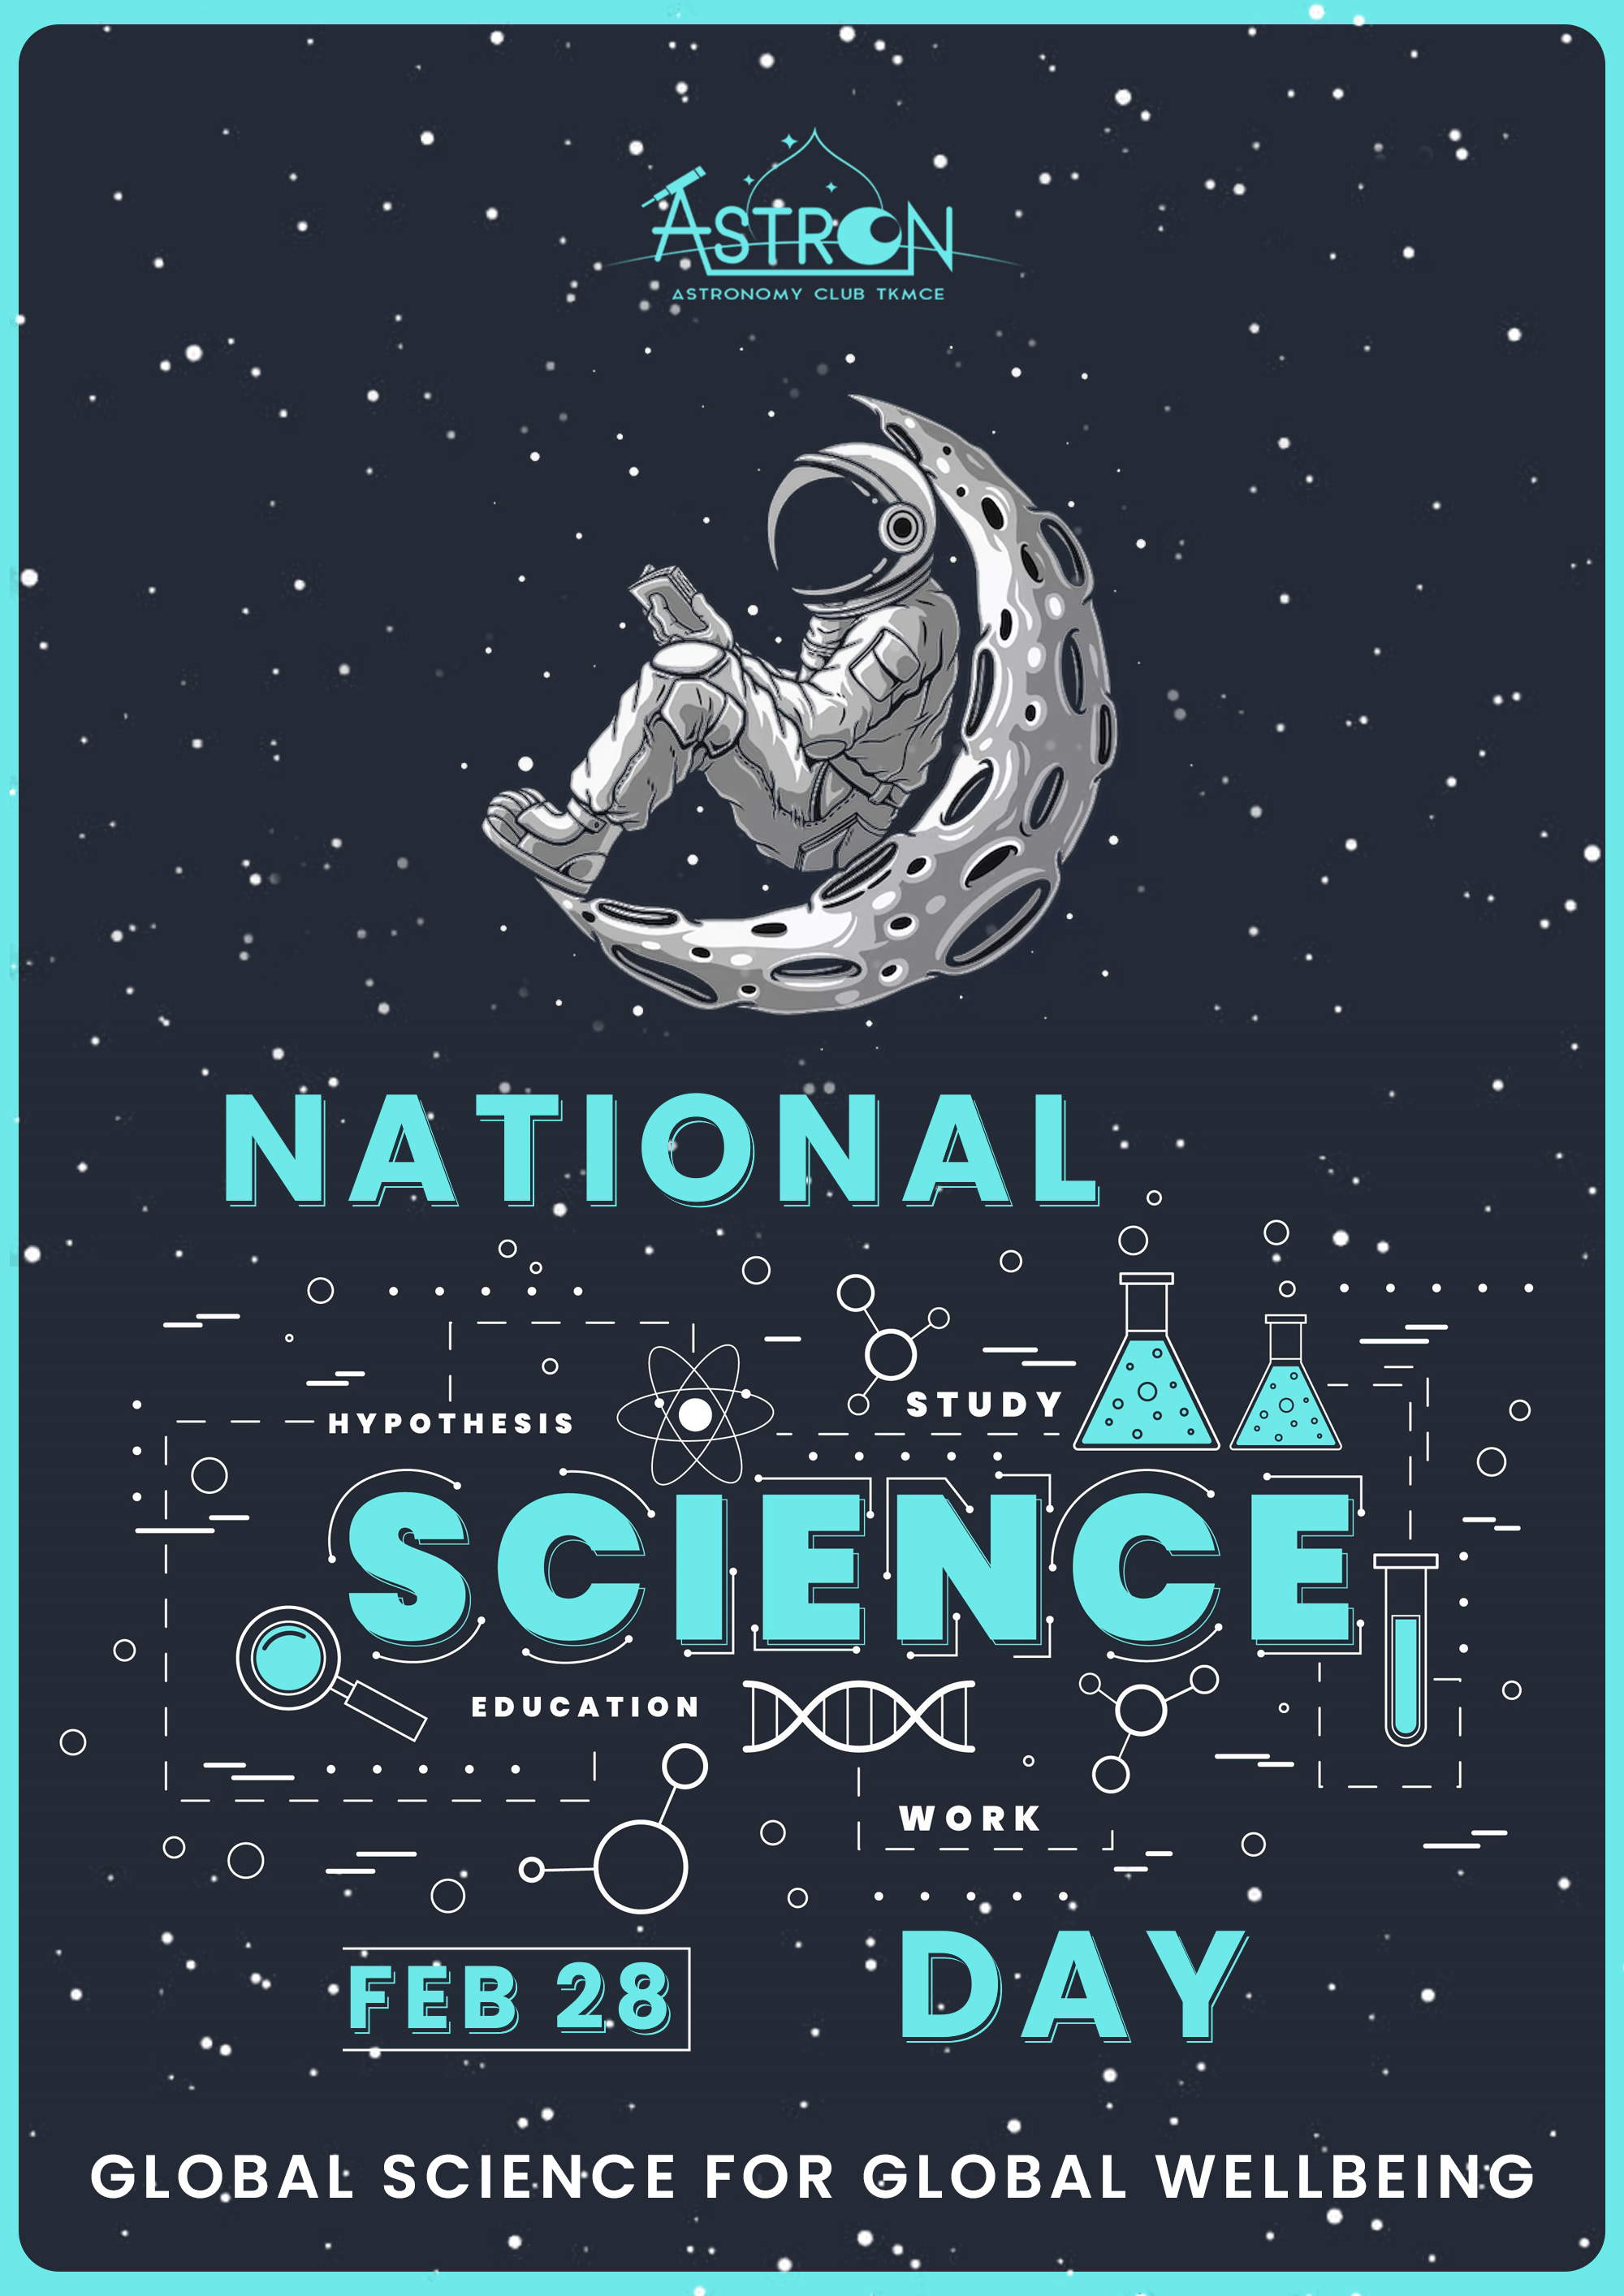 ASTRON
ASTRONOMY CLUB TKMCE
NATIONAL
HYPOTHESIS
STUDY
SCIENCE
EDUCATION
WORK
FEB 28
DAY
GLOBAL SCIENCE FOR GLOBAL WELLBEING